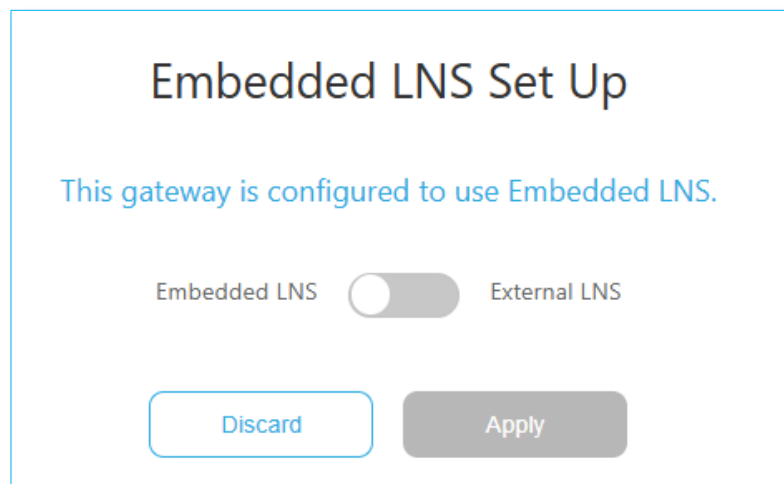 Embedded LNS Set Up
This gateway is configured to use Embedded LNS.
Embedded LNS External LNS
Discard Apply